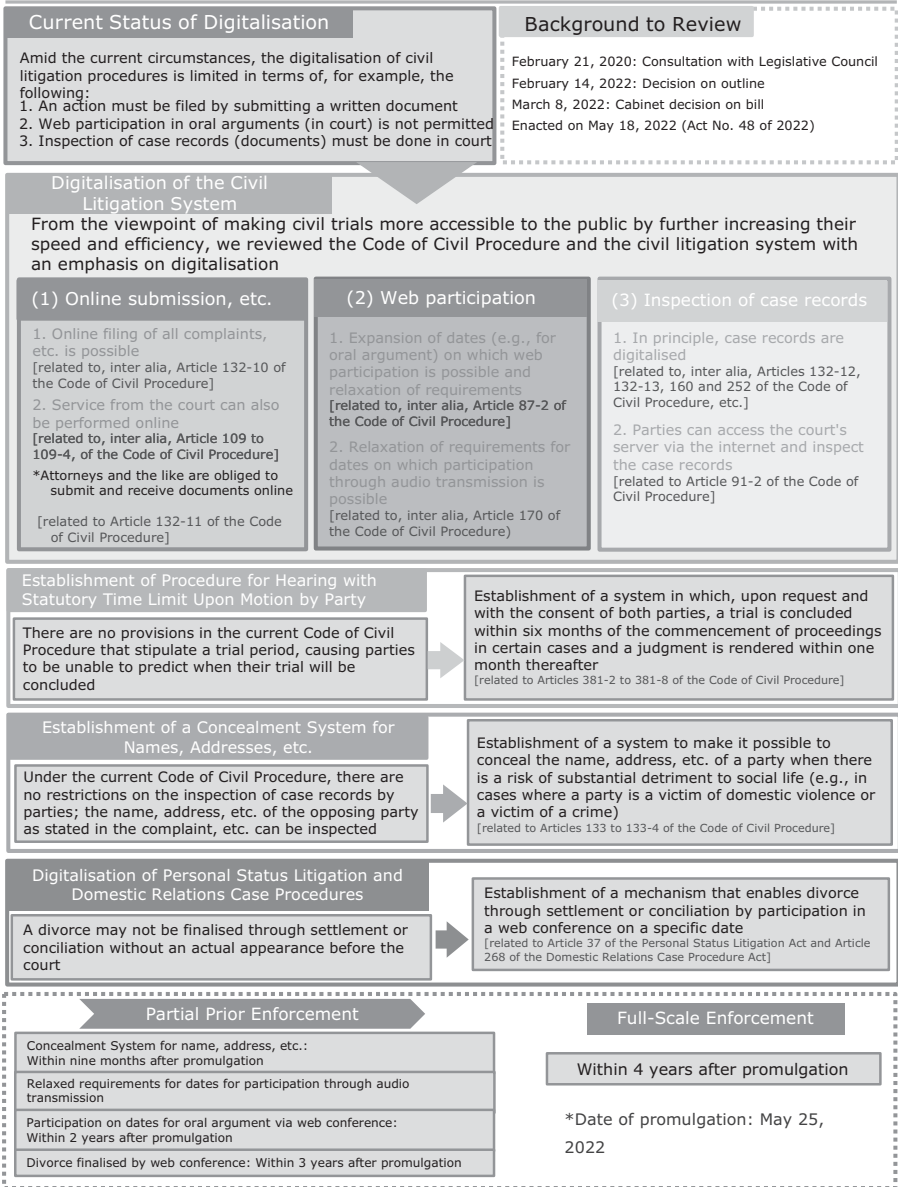 Current Status of Digitalisation
Amid the current circumstances, the digitalisation of civil
litigation procedures is limited in terms of, for example, the
following:
1. An action must be filed by submitting a written document
2. Web participation in oral arguments (in court) is not permitted
3. Inspection of case records (documents) must be done in court
Background to Review
February 21, 2020: Consultation with Legislative Council
February 14, 2022: Decision on outline
March 8, 2022: Cabinet decision on bill
Enacted on May 18, 2022 (Act No. 48 of 2022)
Digitalisation of the Civil
Litigation System
From the viewpoint of making civil trials more accessible to the public by further increasing their
speed and efficiency, we reviewed the Code of Civil Procedure and the civil litigation system with
an emphasis on digitalisation
(1) Online submission, etc.
1. Online filing of all complaints,
etc. is possible
[related to, inter alia, Article 132-10 of
the Code of Civil Procedure]
2. Service from the court can also
be performed online
[related to, inter alia, Article 109 to
109-4, of the Code of Civil Procedure]
*Attorneys and the like are obliged to
submit and receive documents online
[related to Article 132-11 of the Code
of Civil Procedure]
(2) Web participation
1. Expansion of dates (e.g., for
oral argument) on which web
participation is possible and
relaxation of requirements
[related to, inter alia, Article 87-2 of
the Code of Civil Procedure]
2. Relaxation of requirements for
dates on which participation
through audio transmission is
possible
[related to, inter alia, Article 170 of
the Code of Civil Procedure)
(3) Inspection of case records
1. In principle, case records are
digitalised
[related to, inter alia, Articles 132-12,
132-13, 160 and 252 of the Code of
Civil Procedure, etc.]
2. Parties can access the court's
server via the internet and inspect
the case records
[related to Article 91-2 of the Code of
Civil Procedure]
Establishment of Procedure for Hearing with
Statutory Time Limit Upon Motion by Party
There are no provisions in the current Code of Civil
Procedure that stipulate a trial period, causing parties
to be unable to predict when their trial will be
concluded
Establishment of a system in which, upon request and
with the consent of both parties, a trial is concluded
within six months of the commencement of proceedings
in certain cases and a judgment is rendered within one
month thereafter
[related to Articles 381-2 to 381-8 of the Code of Civil Procedure]
Establishment of a Concealment System for
Names, Addresses, etc.
Under the current Code of Civil Procedure, there are
no restrictions on the inspection of case records by
parties; the name, address, etc. of the opposing party
as stated in the complaint, etc. can be inspected
Establishment of a system to make it possible to
conceal the name, address, etc. of a party when there
is a risk of substantial detriment to social life (e.g., in
cases where a party is a victim of domestic violence or
a victim of a crime)
[related to Articles 133 to 133-4 of the Code of Civil Procedure]
Digitalisation of Personal Status Litigation and
Domestic Relations Case Procedures
A divorce may not be finalised through settlement or
conciliation without an actual appearance before the
court
Establishment of a mechanism that enables divorce
through settlement or conciliation by participation in
a web conference on a specific date
[related to Article 37 of the Personal Status Litigation Act and Article
268 of the Domestic Relations Case Procedure Act]
Partial Prior Enforcement
Concealment System for name, address, etc.:
Within nine months after promulgation
Relaxed requirements for dates for participation through audio
transmission
Participation on dates for oral argument via web conference:
Within 2 years after promulgation
Divorce finalised by web conference: Within 3 years after promulgation
Full-Scale Enforcement
Within 4 years after promulgation
*Date of promulgation: May 25,
2022